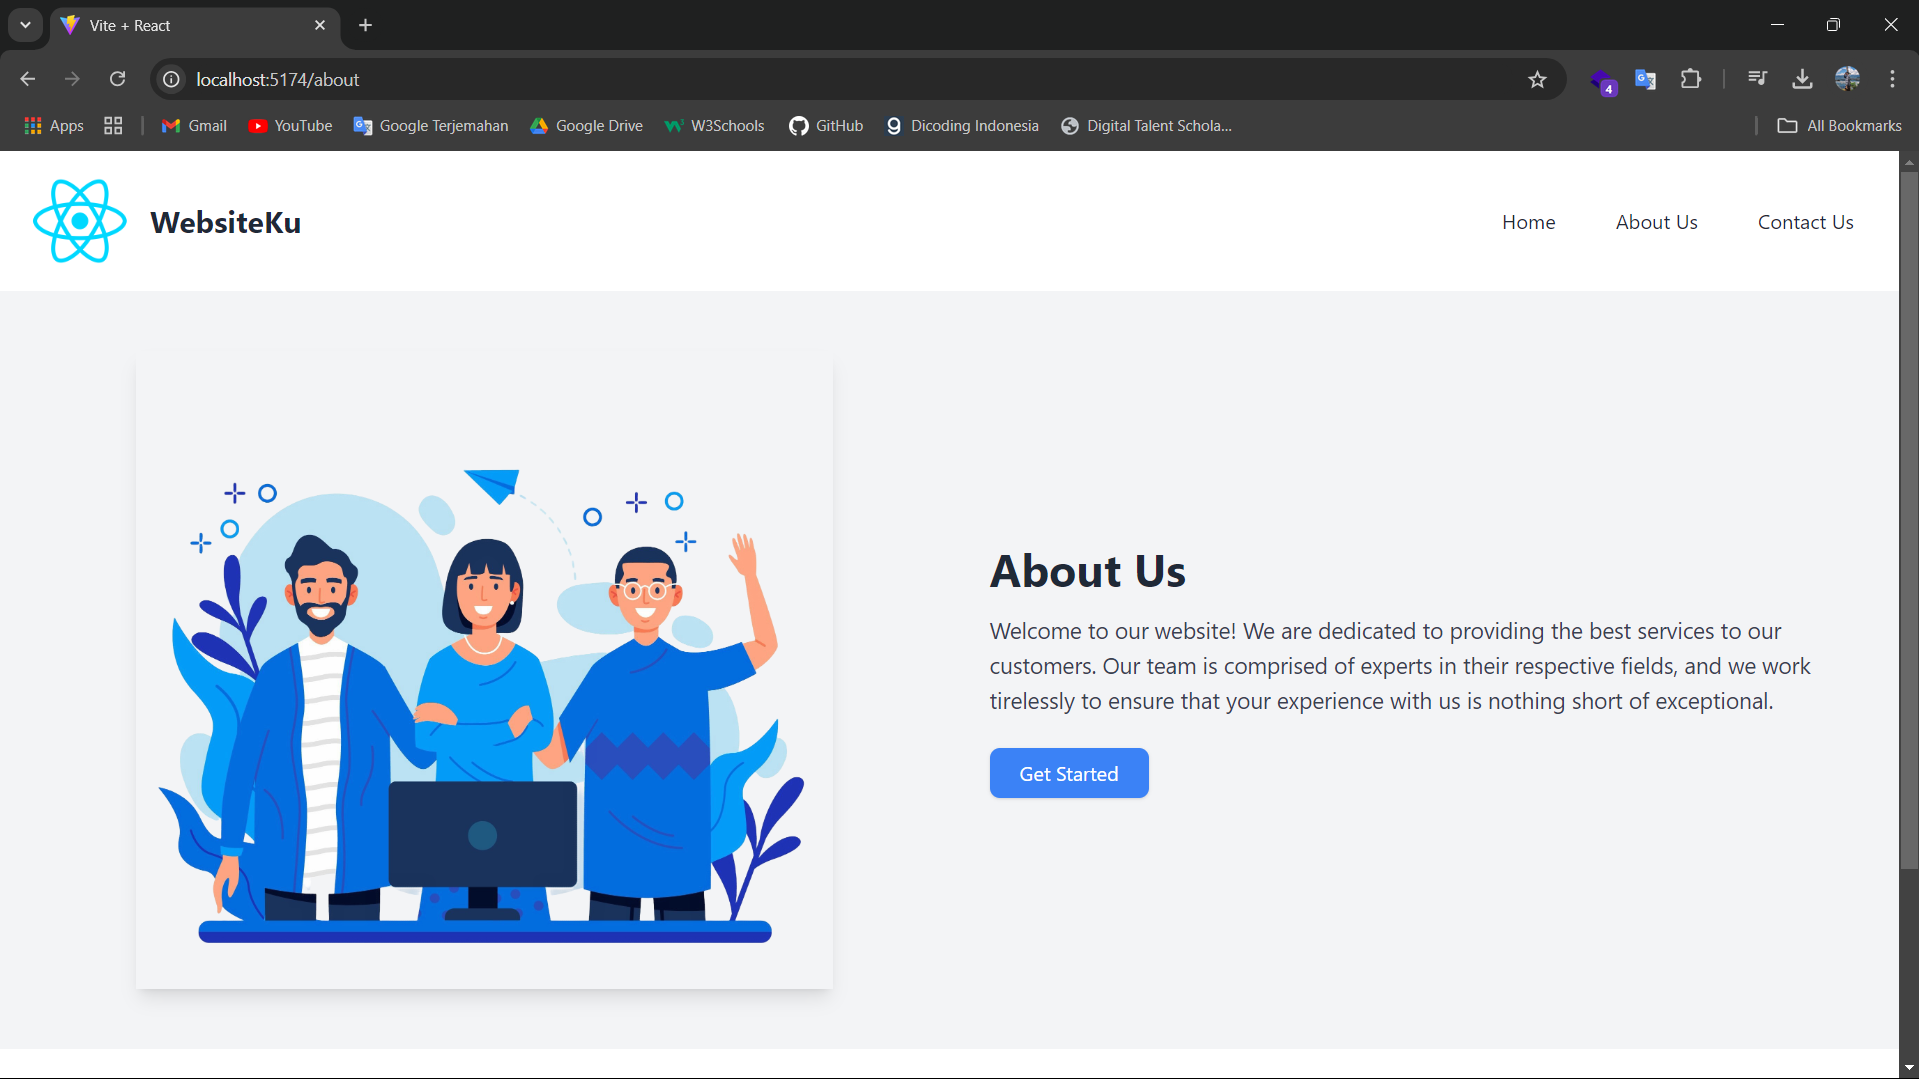 Vite + React
localhost:5174/about
4
Apps Gmail YouTube Google Terjemahan Google Drive W3Schools GitHub Dicoding Indonesia Digital Talent Schola... All Bookmarks
WebsiteKu Home About Us Contact Us
About Us
Welcome to our website! We are dedicated to providing the best services to our
customers. Our team is comprised of experts in their respective fields, and we work
tirelessly to ensure that your experience with us is nothing short of exceptional.
Get Started